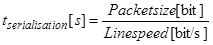 t_serialisation[s] = Packetsize[bit] / Linespeed[bit/s]